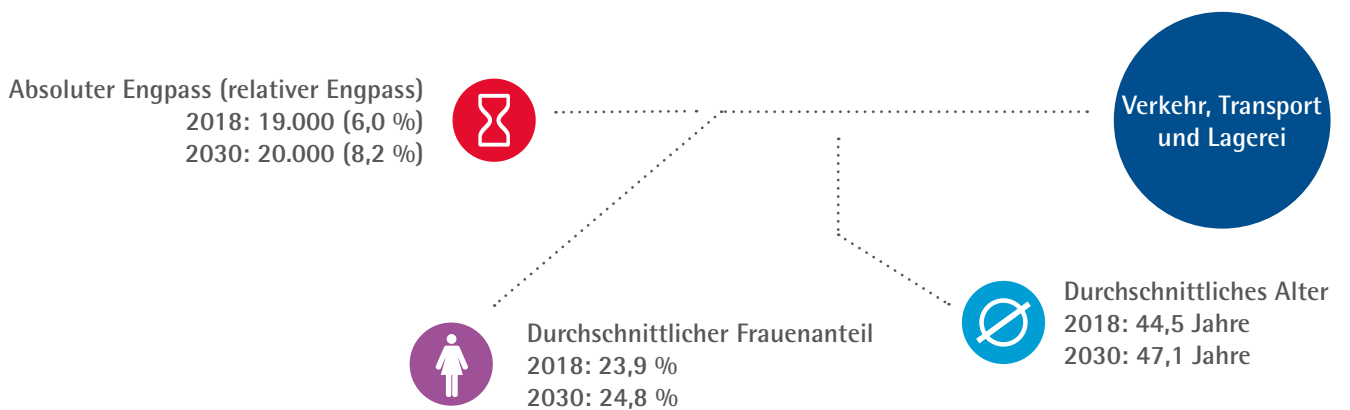 Absoluter Engpass (relativer Engpass)
2018: 19.000 (6,0 %)
2030: 20.000 (8,2 %)
Verkehr, Transport
und Lagerei
Durchschnittlicher Frauenanteil
2018: 23,9 %
2030: 24,8 %
Durchschnittliches Alter
2018: 44,5 Jahre
2030: 47,1 Jahre